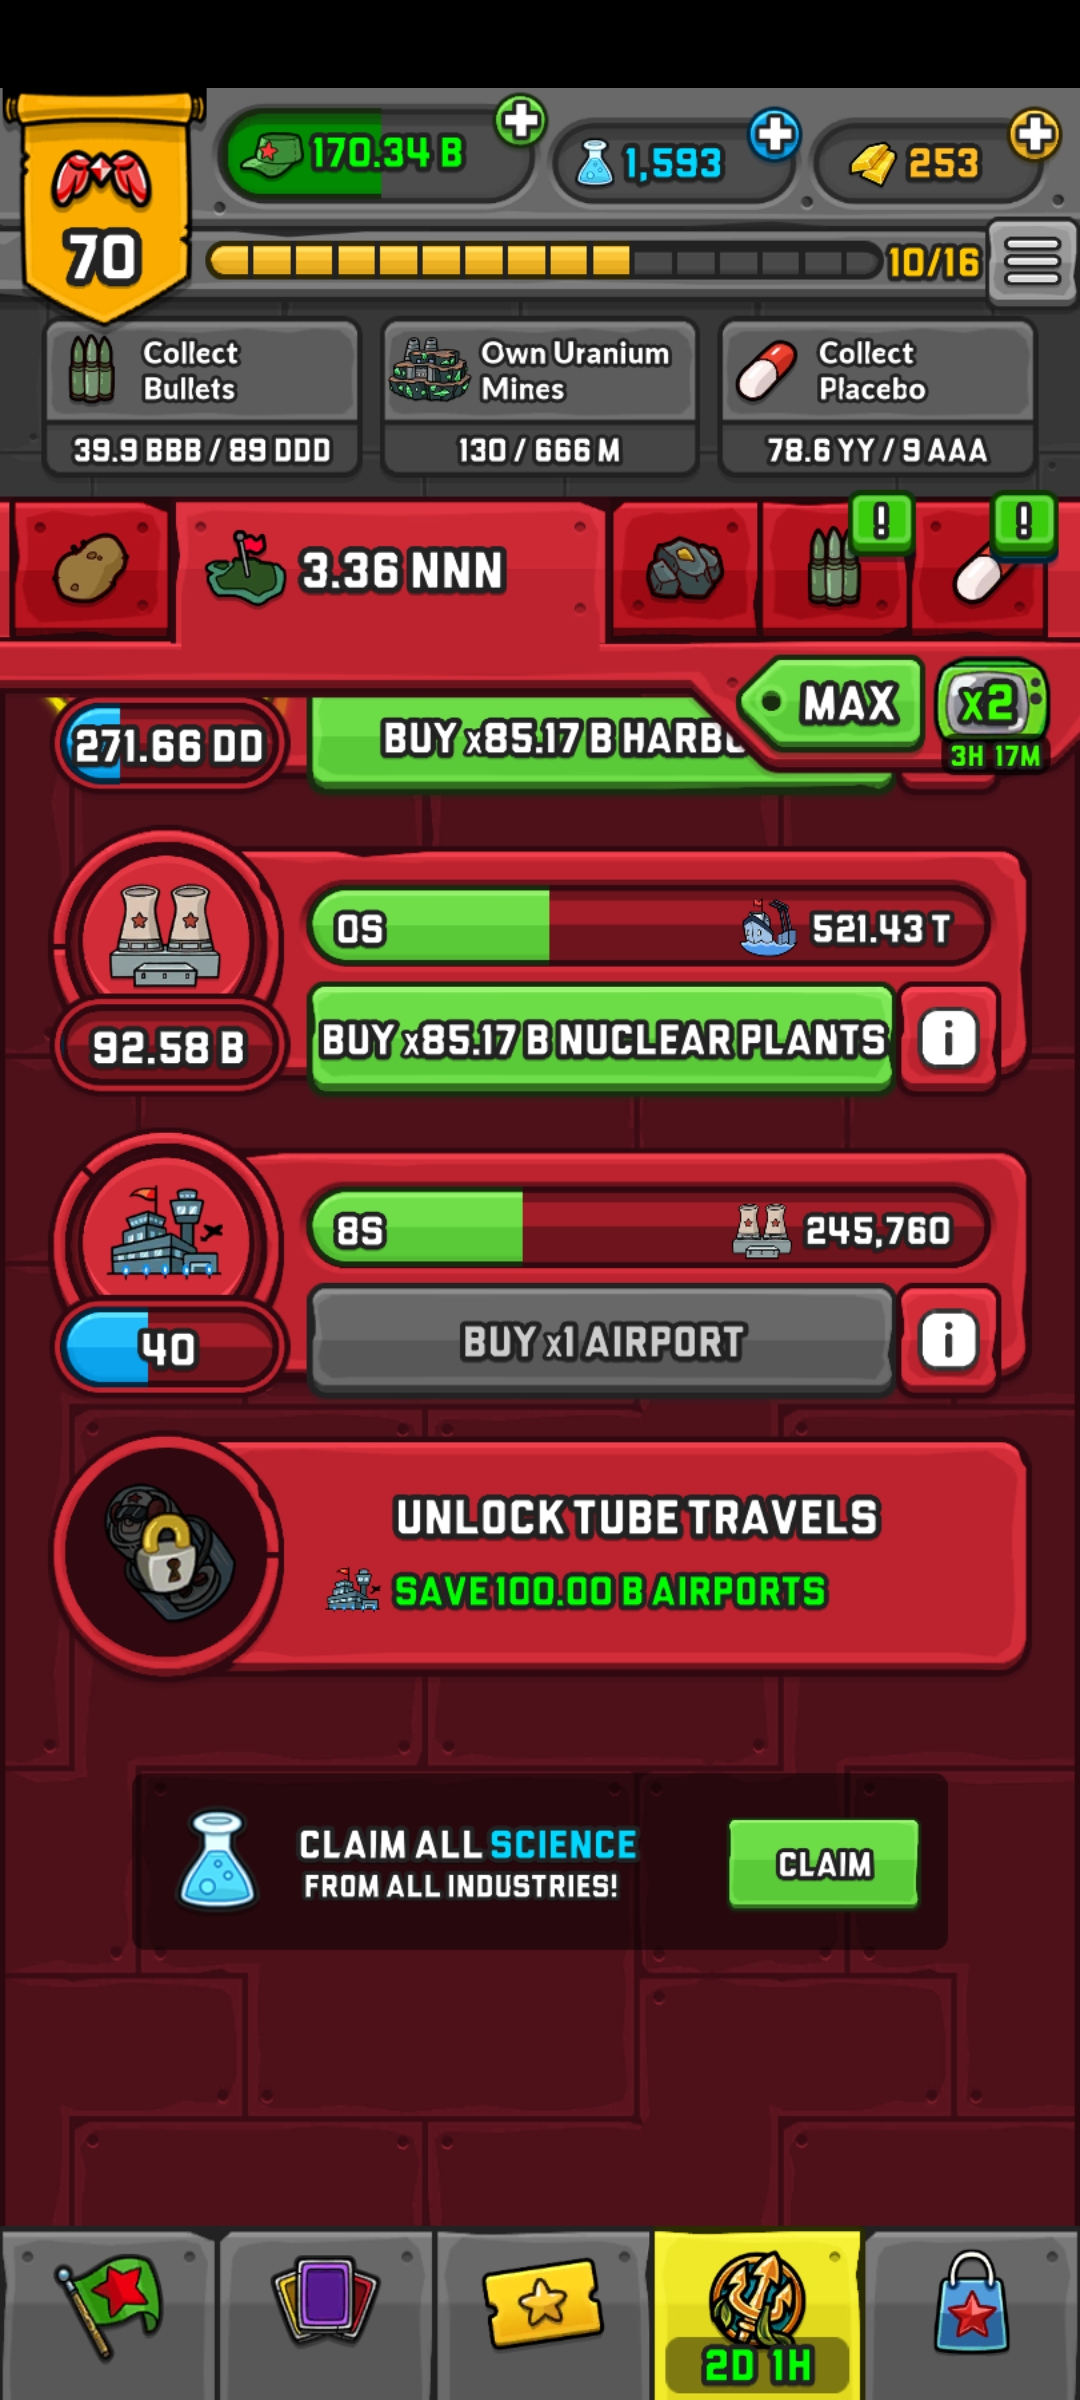 170.34 B
1,593
253
70
10/16
Collect
Bullets
39.9 BBB / 89 DDD
Own Uranium
Mines
130 / 666 M
Collect
Placebo
78.6 YY / 9 AAA
3.36 NNN
!
!
MAX
x2
3H 17M
271.66 DD
BUY x85.17 B HARBO
0S
521.43 T
92.58 B
BUY x85.17 B NUCLEAR PLANTS
i
8S
245,760
40
BUY x1 AIRPORT
i
UNLOCK TUBE TRAVELS
SAVE 100.00 B AIRPORTS
CLAIM ALL SCIENCE
FROM ALL INDUSTRIES!
CLAIM
2D 1H